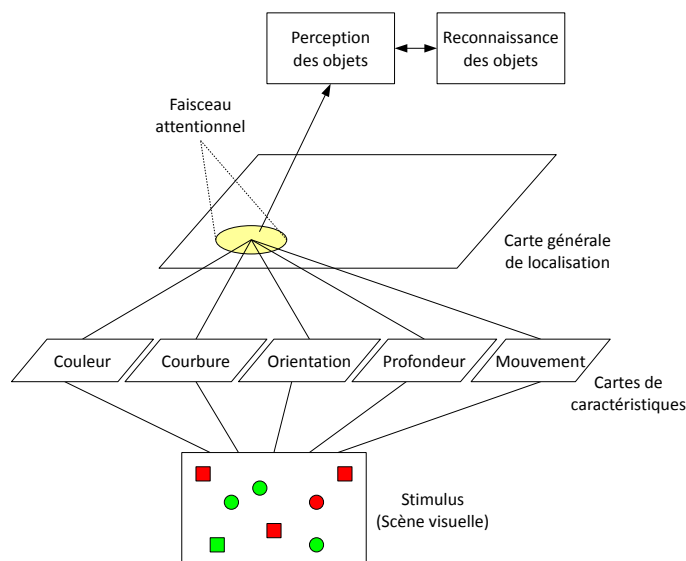 Perception
des objets
Reconnaissance
des objets
Faisceau
attentionnel
Carte générale
de localisation
Couleur
Courbure
Orientation
Profondeur
Mouvement
Cartes de
caractéristiques
Stimulus
(Scène visuelle)